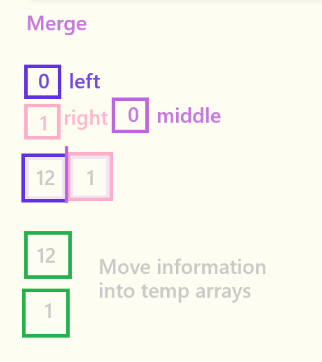 Merge
0 left
1 right 0 middle
12 1
12
Move information
into temp arrays
1